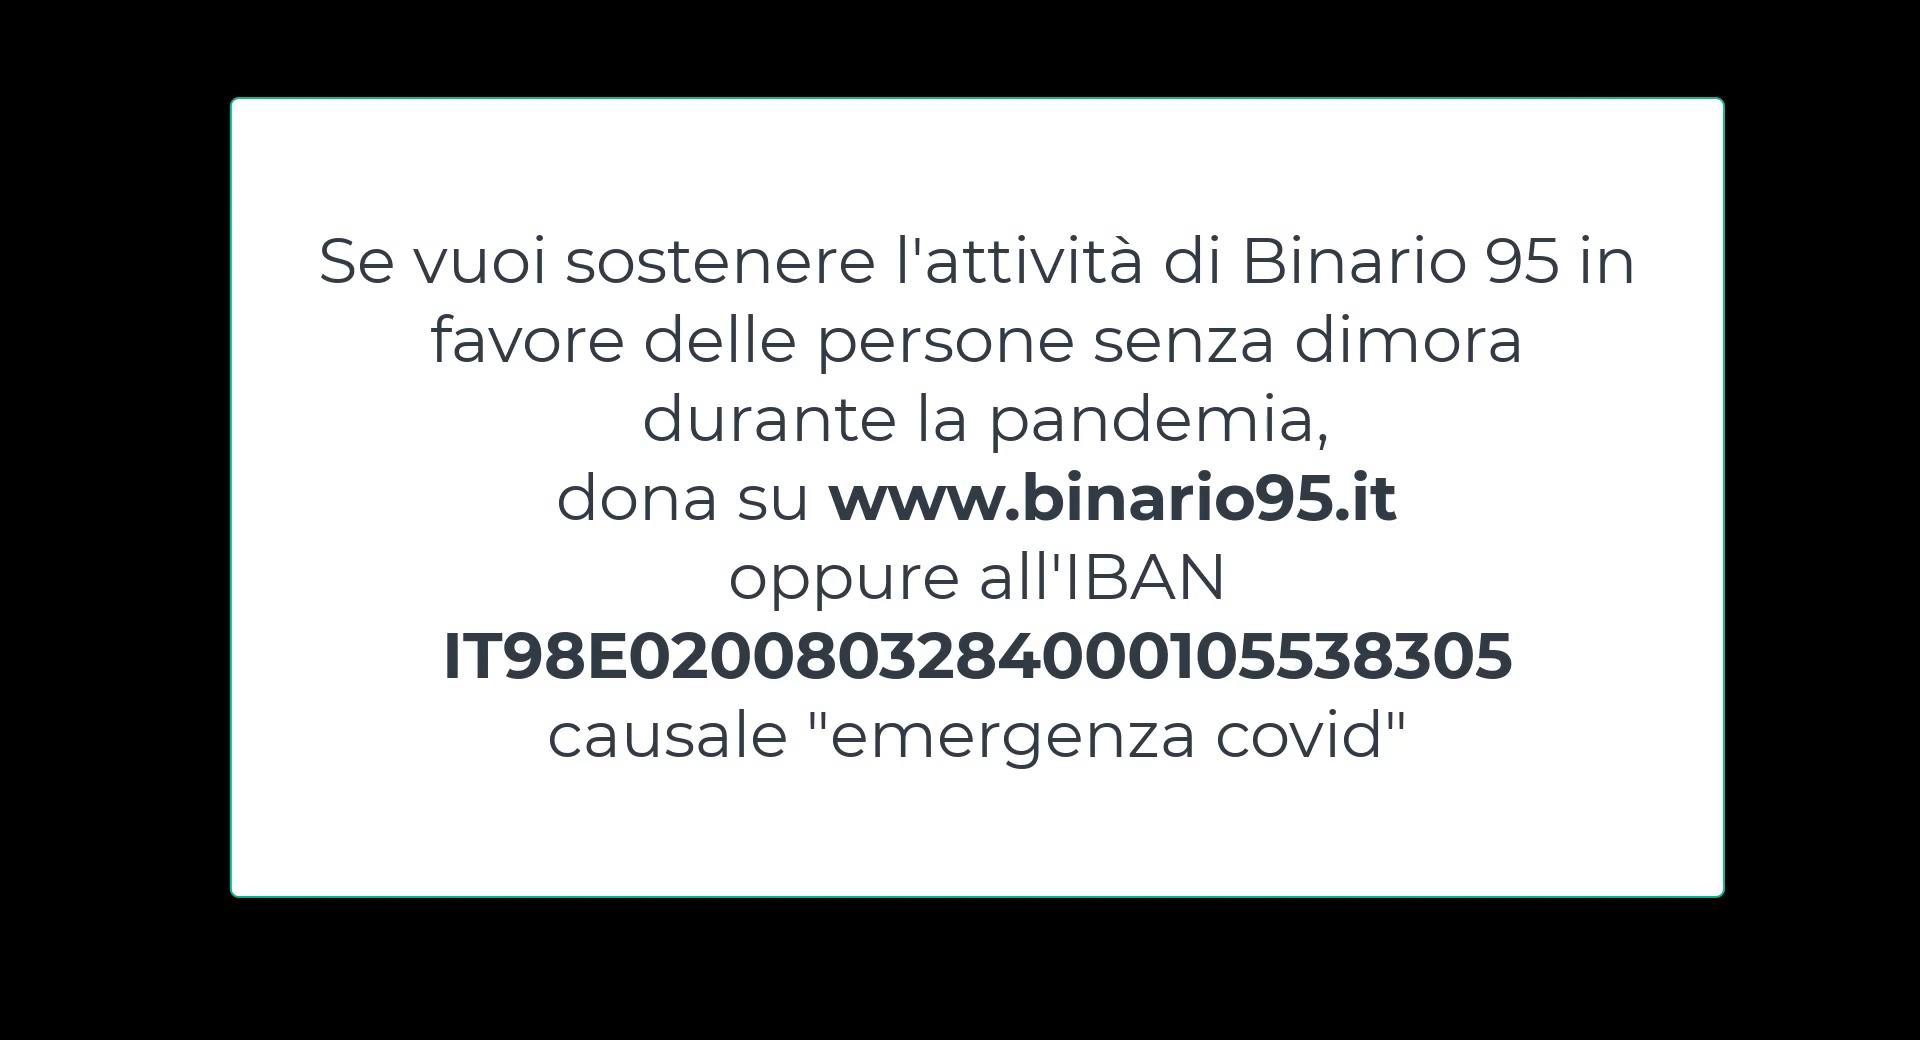 Se vuoi sostenere l'attività di Binario 95 in
favore delle persone senza dimora
durante la pandemia,
dona su www.binario95.it
oppure all'IBAN
IT98E0200803284000105538305
causale "emergenza covid"